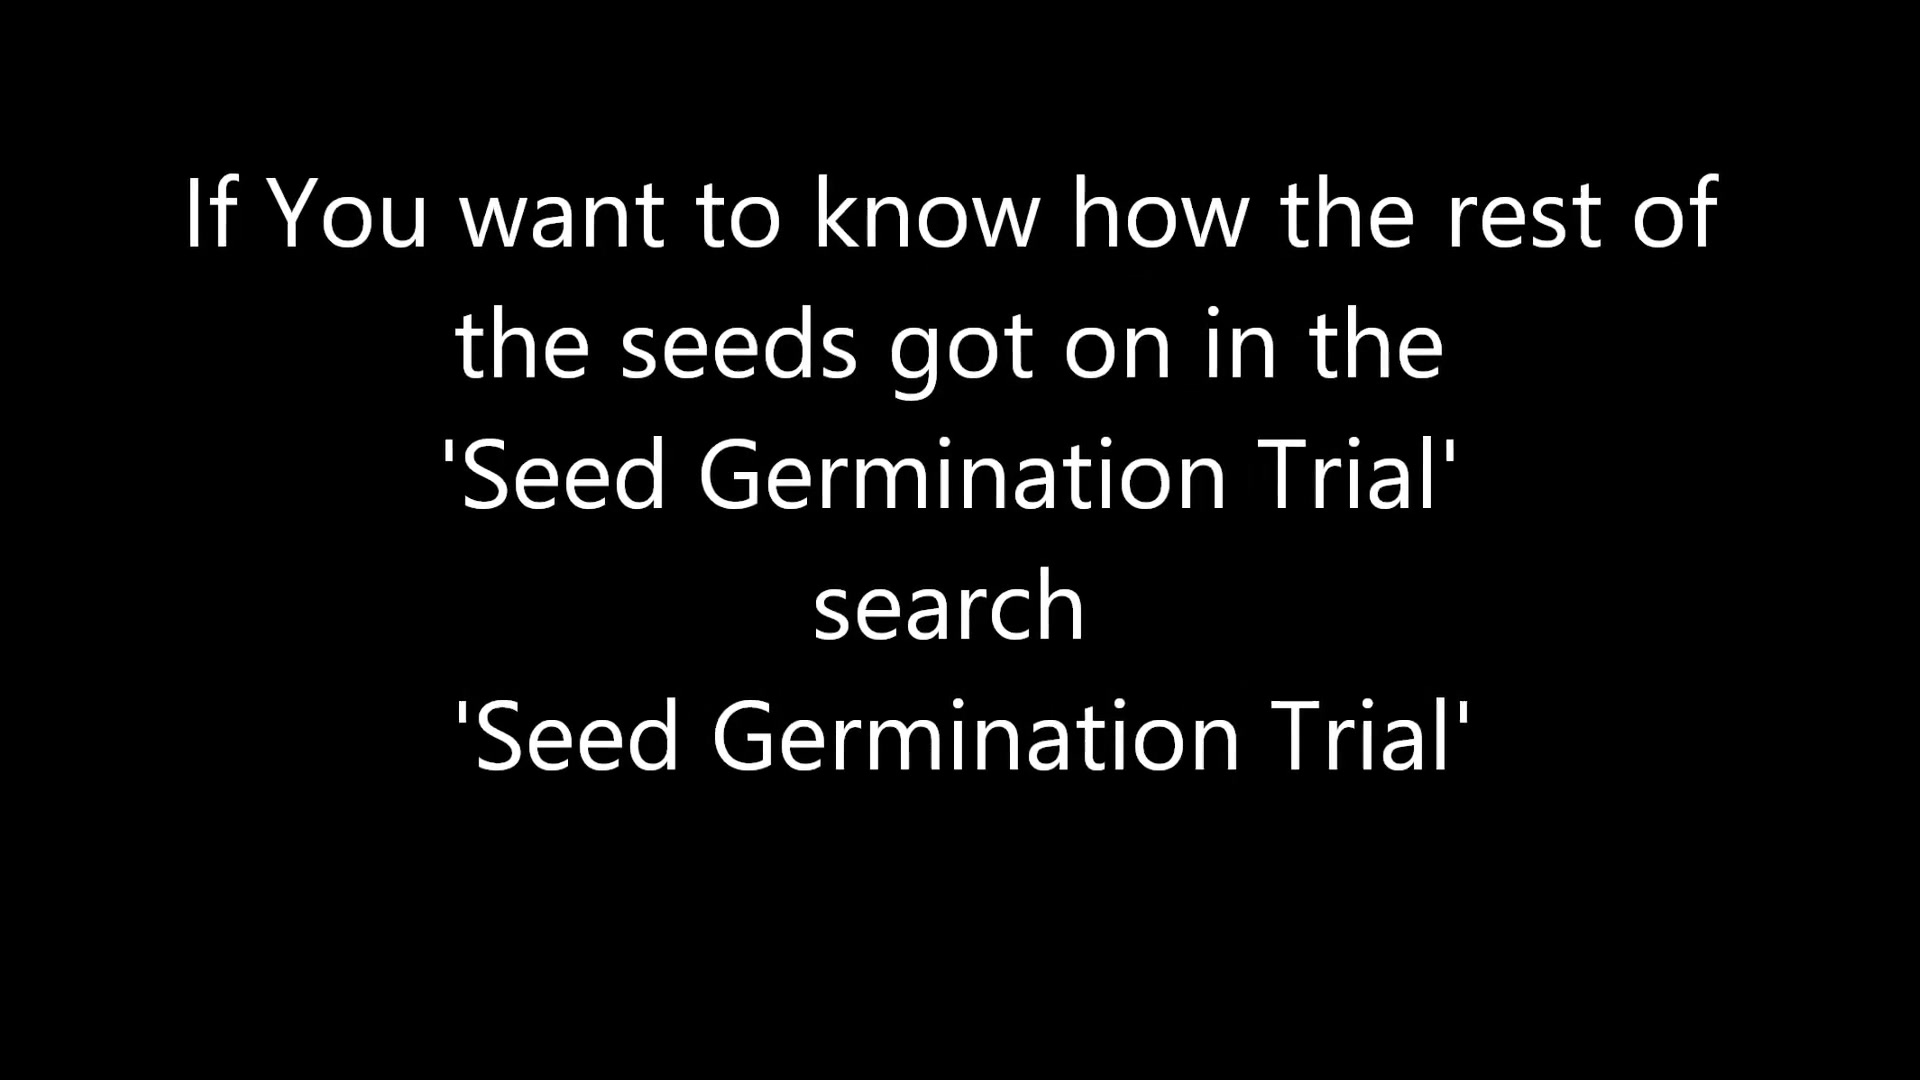 If You want to know how the rest of
the seeds got on in the
'Seed Germination Trial'
search
'Seed Germination Trial'